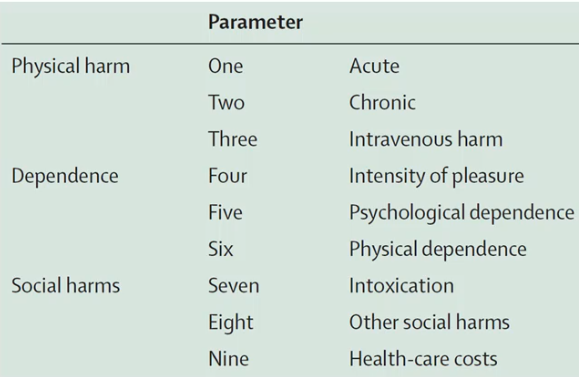 Parameter
Physical harm One Acute
Two Chronic
Three Intravenous harm
Dependence Four Intensity of pleasure
Five Psychological dependence
Six Physical dependence
Social harms Seven Intoxication
Eight Other social harms
Nine Health-care costs